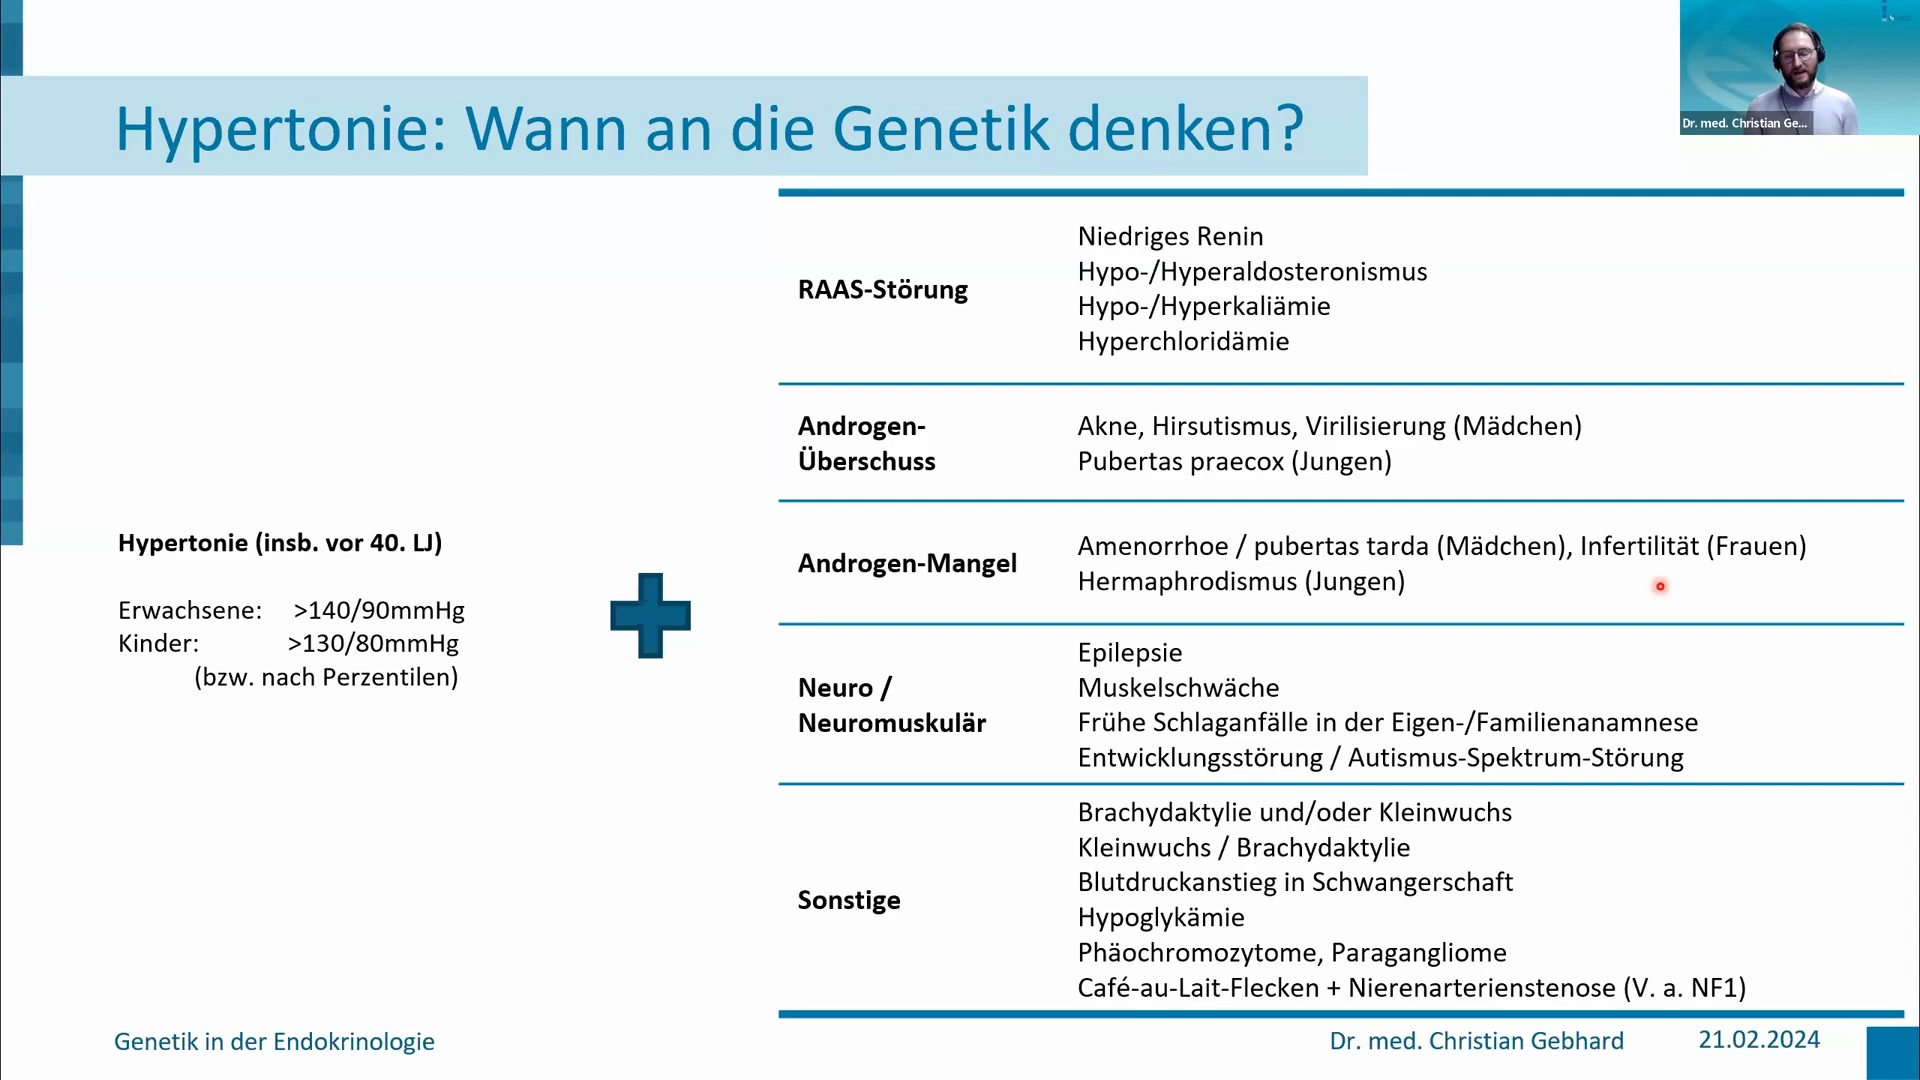 Hypertonie: Wann an die Genetik denken?
Dr. med. Christian Ge...
Hypertonie (insb. vor 40. LJ)
Erwachsene: >140/90mmHg
Kinder: >130/80mmHg
(bzw. nach Perzentilen)
RAAS-Störung
Niedriges Renin
Hypo-/Hyperaldosteronismus
Hypo-/Hyperkaliämie
Hyperchloridämie
Androgen-
Überschuss
Akne, Hirsutismus, Virilisierung (Mädchen)
Pubertas praecox (Jungen)
Androgen-Mangel
Amenorrhoe / pubertas tarda (Mädchen), Infertilität (Frauen)
Hermaphrodismus (Jungen)
Neuro /
Neuromuskulär
Epilepsie
Muskelschwäche
Frühe Schlaganfälle in der Eigen-/Familienanamnese
Entwicklungsstörung / Autismus-Spektrum-Störung
Sonstige
Brachydaktylie und/oder Kleinwuchs
Kleinwuchs / Brachydaktylie
Blutdruckanstieg in Schwangerschaft
Hypoglykämie
Phäochromozytome, Paragangliome
Café-au-Lait-Flecken + Nierenarterienstenose (V. a. NF1)
Genetik in der Endokrinologie
Dr. med. Christian Gebhard
21.02.2024